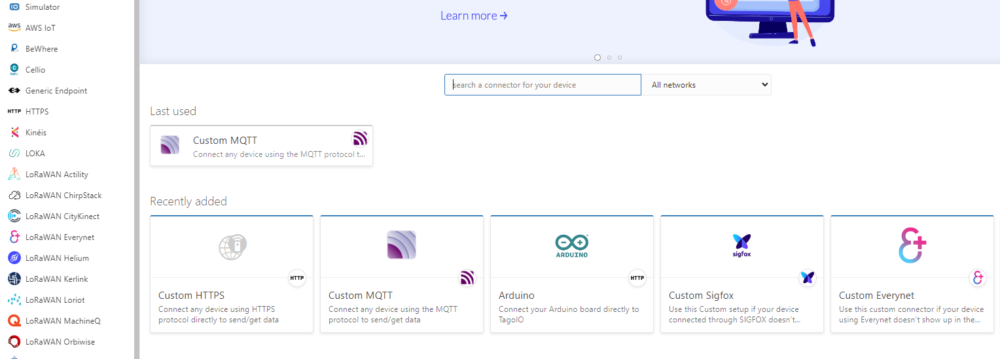 Simulator
aws AWS IoT
BeWhere
Cellio
Generic Endpoint
HTTP HTTPS
Kinéis
LOKA
LoRaWAN Actility
LoRaWAN ChirpStack
LoRaWAN CityKinect
LoRaWAN Everynet
LoRaWAN Helium
LoRaWAN Kerlink
LoRaWAN Loriot
LoRaWAN MachineQ
LoRaWAN Orbiwise
Learn more →
%
search a connector for your device
All networks
Last used
Custom MQTT
Connect any device using the MQTT protocol t...
Recently added
HTTP
Custom HTTPS
Connect any device using HTTPS
protocol directly to send/get data
Custom MQTT
Connect any device using the MQTT
protocol to send/get data
ARDUINO
HTTP
Arduino
Connect your Arduino board directly to
TagoIO
sigfox
Custom Sigfox
Use this Custom setup if your device
connected through SIGFOX doesn't...
Custom Everynet
Use this custom connector if your device
using Everynet doesn't show up in the...